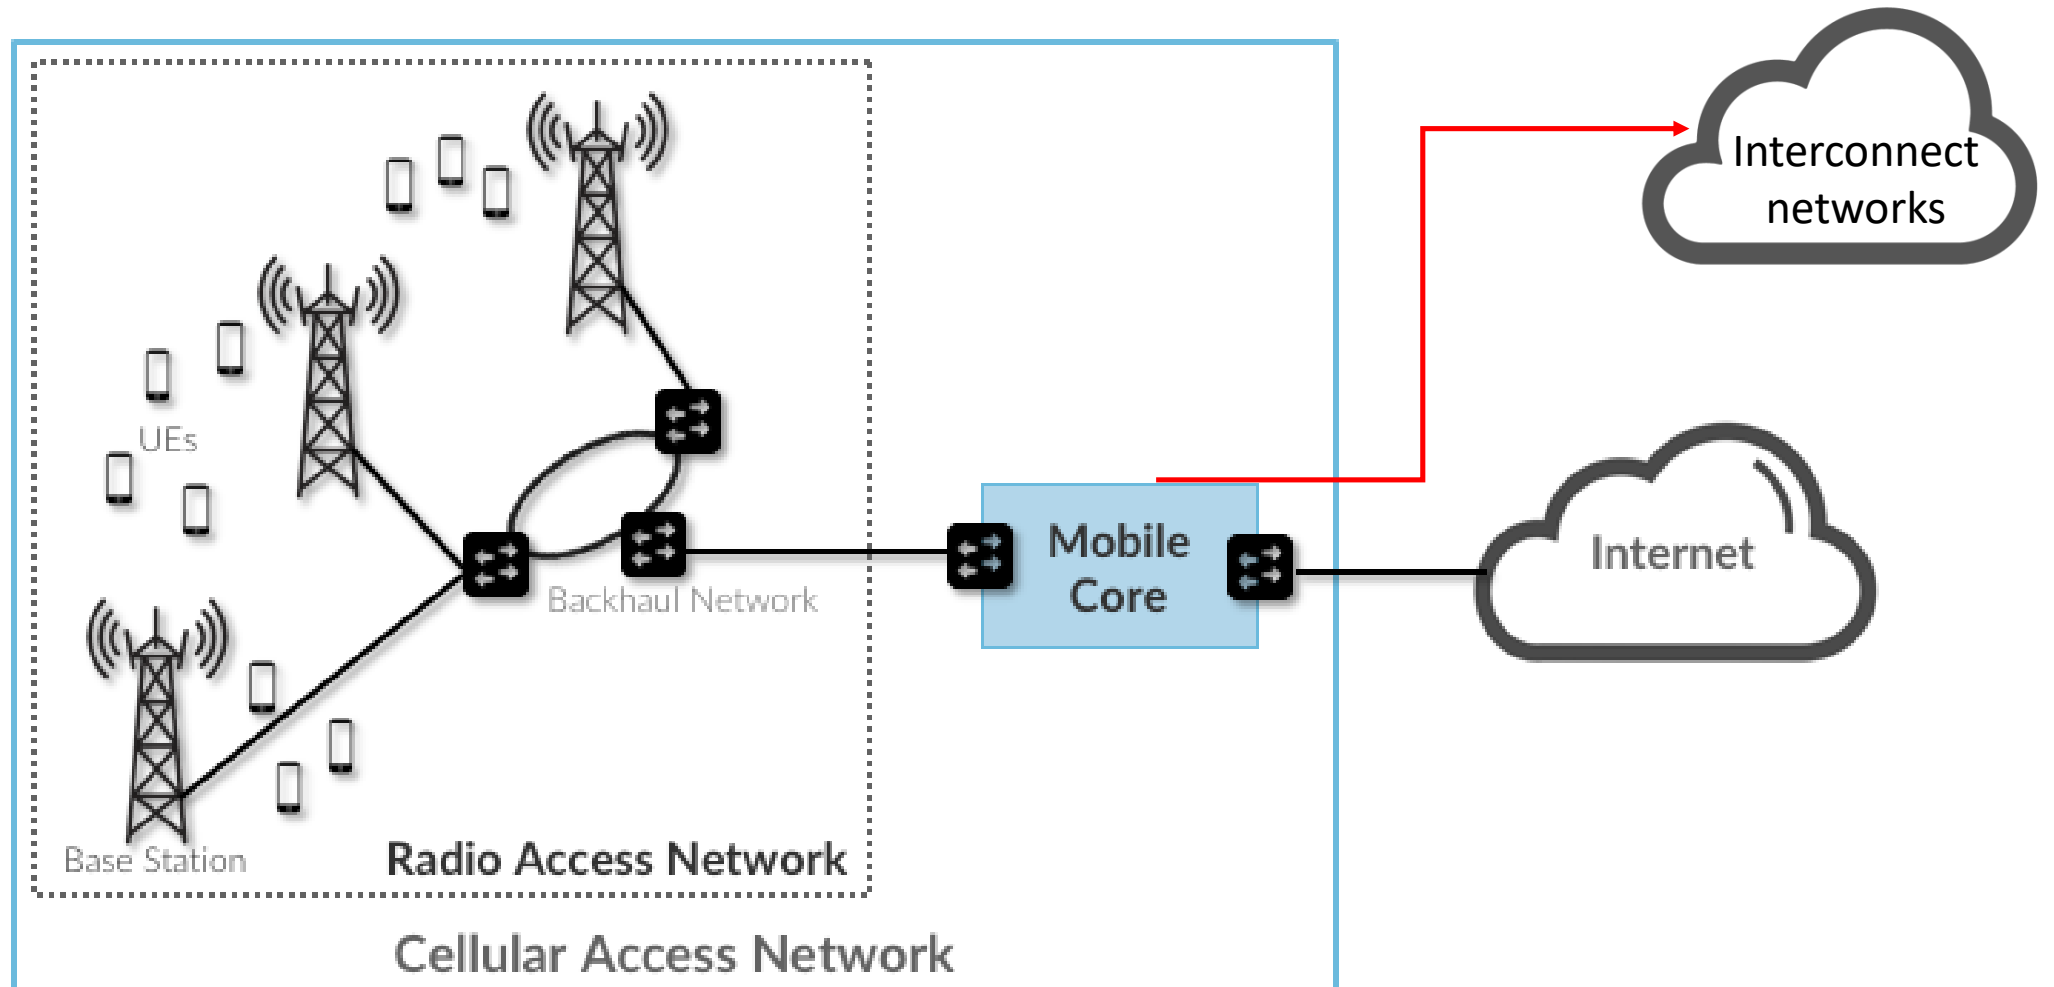 Interconnect
networks
UEs
Mobile
Core
Internet
Backhaul Network
Base Station
Radio Access Network
Cellular Access Network